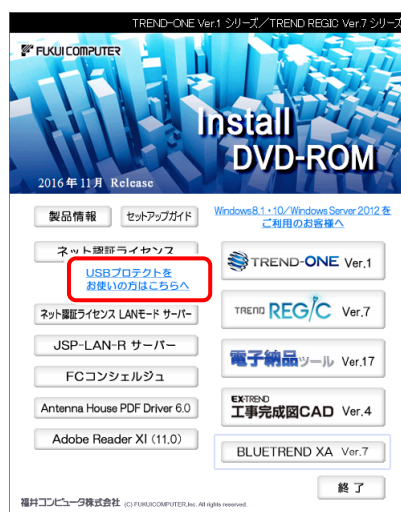 TREND-ONE Ver.1 シリーズ／TREND REGIC Ver.7 シリーズ
FUKUI COMPUTER
Install
DVD-ROM
2016年11月 Release
製品情報
セットアップガイド
Windows8.1・10／Windows Server 2012 を
ご利用のお客様へ
ネット認証ライセンス
USBプロテクトを
お使いの方はこちらへ
ネット認証ライセンス LANモード サーバー
JSP-LAN-R サーバー
FCコンシェルジュ
Antenna House PDF Driver 6.0
Adobe Reader XI (11.0)
TREND-ONE Ver.1
TREND REGIC Ver.7
電子納品ツール Ver.17
EX-TREND
工事完成図CAD Ver.4
BLUETREND XA Ver.7
終了
福井コンピュータ株式会社 (C) FUKUICOMPUTER,Inc. All rights reserved.